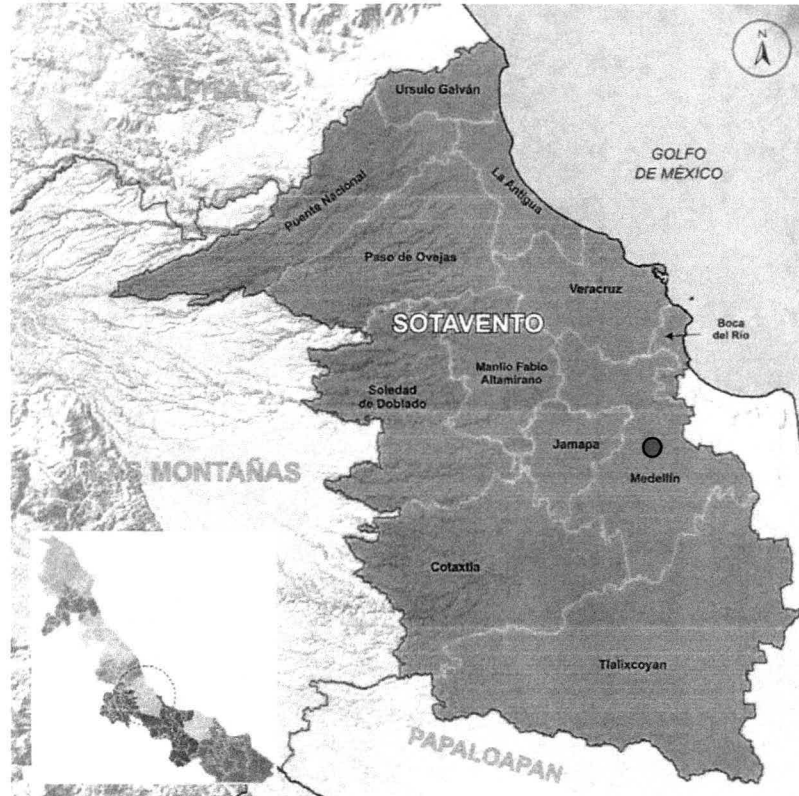 N
CAPITAL
Ursulo Galván
GOLFO
DE MÉXICO
La Antigua
Puente Nacional
Paso de Ovejas
Veracruz
SOTAVENTO
Boca
del Río
Manlio Fabio
Altamirano
Soledad
de Doblado
Jamapa
MONTAÑAS
Medellín
Cotaxtla
Tlalixcoyan
PAPALOAPAN